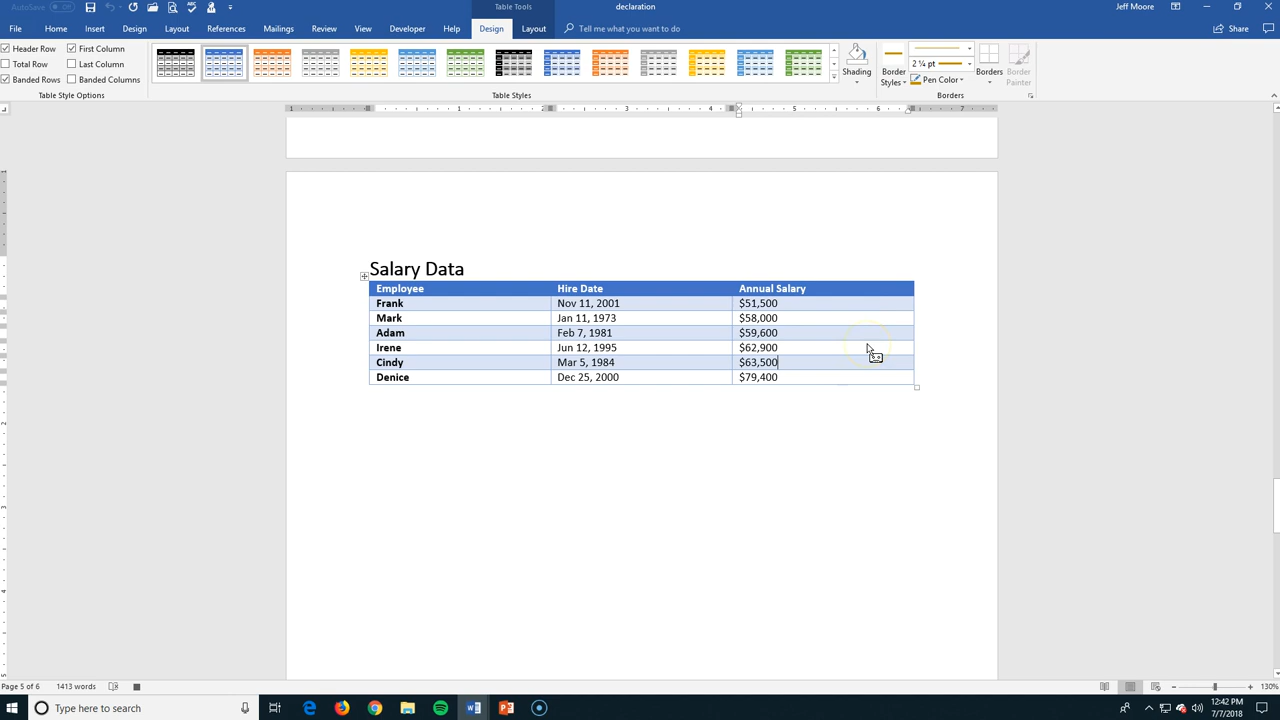 AutoSave Off Table Tools declaration Jeff Moore
File Home Insert Draw Design Layout References Mailings Review View Developer Help Design Layout Tell me what you want to do Share
Header Row First Column
Total Row Last Column
Banded Rows Banded Columns
Table Style Options
Table Styles
Shading
Border Styles
2 ¼ pt
Pen Color
Borders
Border Painter
Borders
Salary Data
Employee Hire Date Annual Salary
Frank Nov 11, 2001 $51,500
Mark Jan 11, 1973 $58,000
Adam Feb 7, 1981 $59,600
Irene Jun 12, 1995 $62,900
Cindy Mar 5, 1984 $63,500
Denice Dec 25, 2000 $79,400
Page 5 of 6 1413 words 130%
Type here to search 12:42 PM
7/7/2018